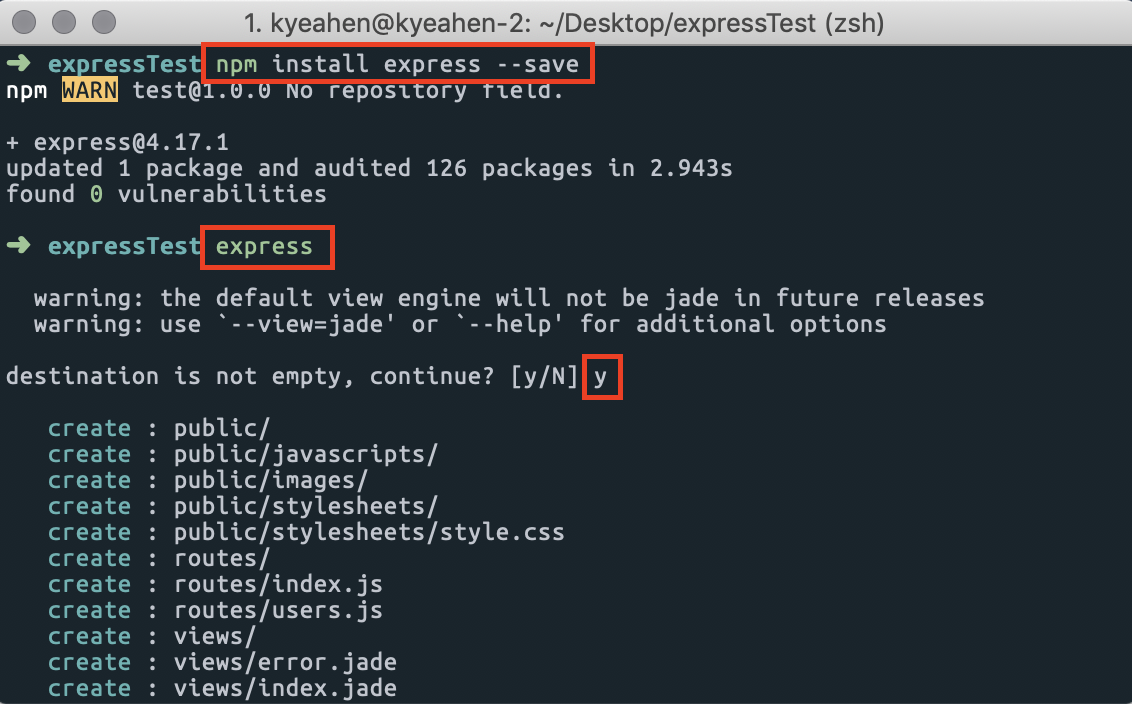 1. kyeahen@kyeahen-2: ~/Desktop/expressTest (zsh)
➜ expressTest npm install express --save
npm WARN test@1.0.0 No repository field.
+ express@4.17.1
updated 1 package and audited 126 packages in 2.943s
found 0 vulnerabilities
➜ expressTest express
warning: the default view engine will not be jade in future releases
warning: use `--view=jade' or `--help' for additional options
destination is not empty, continue? [y/N] y
create : public/
create : public/javascripts/
create : public/images/
create : public/stylesheets/
create : public/stylesheets/style.css
create : routes/
create : routes/index.js
create : routes/users.js
create : views/
create : views/error.jade
create : views/index.jade